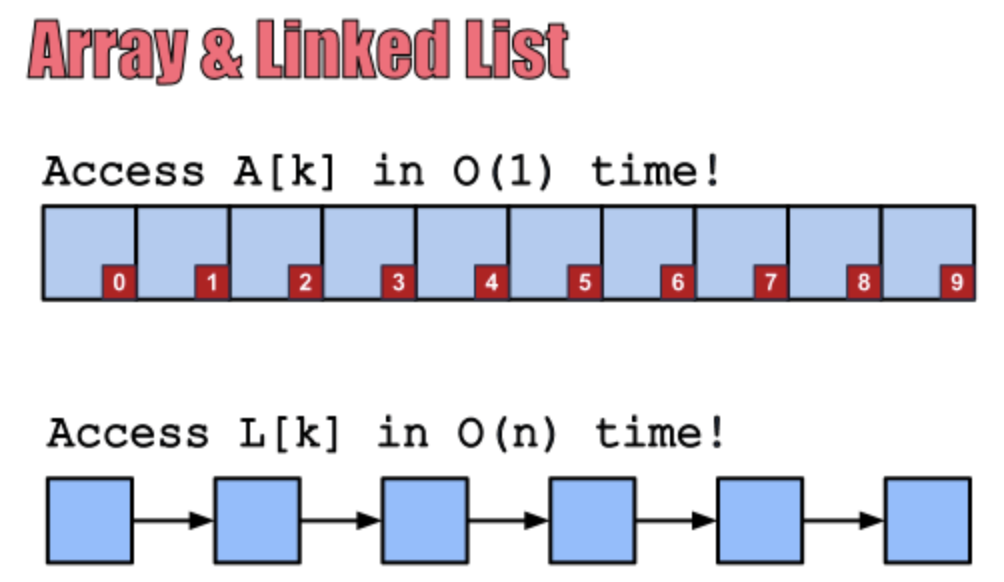 Array & Linked List
Access A[k] in O(1) time!
0 1 2 3 4 5 6 7 8 9
Access L[k] in O(n) time!